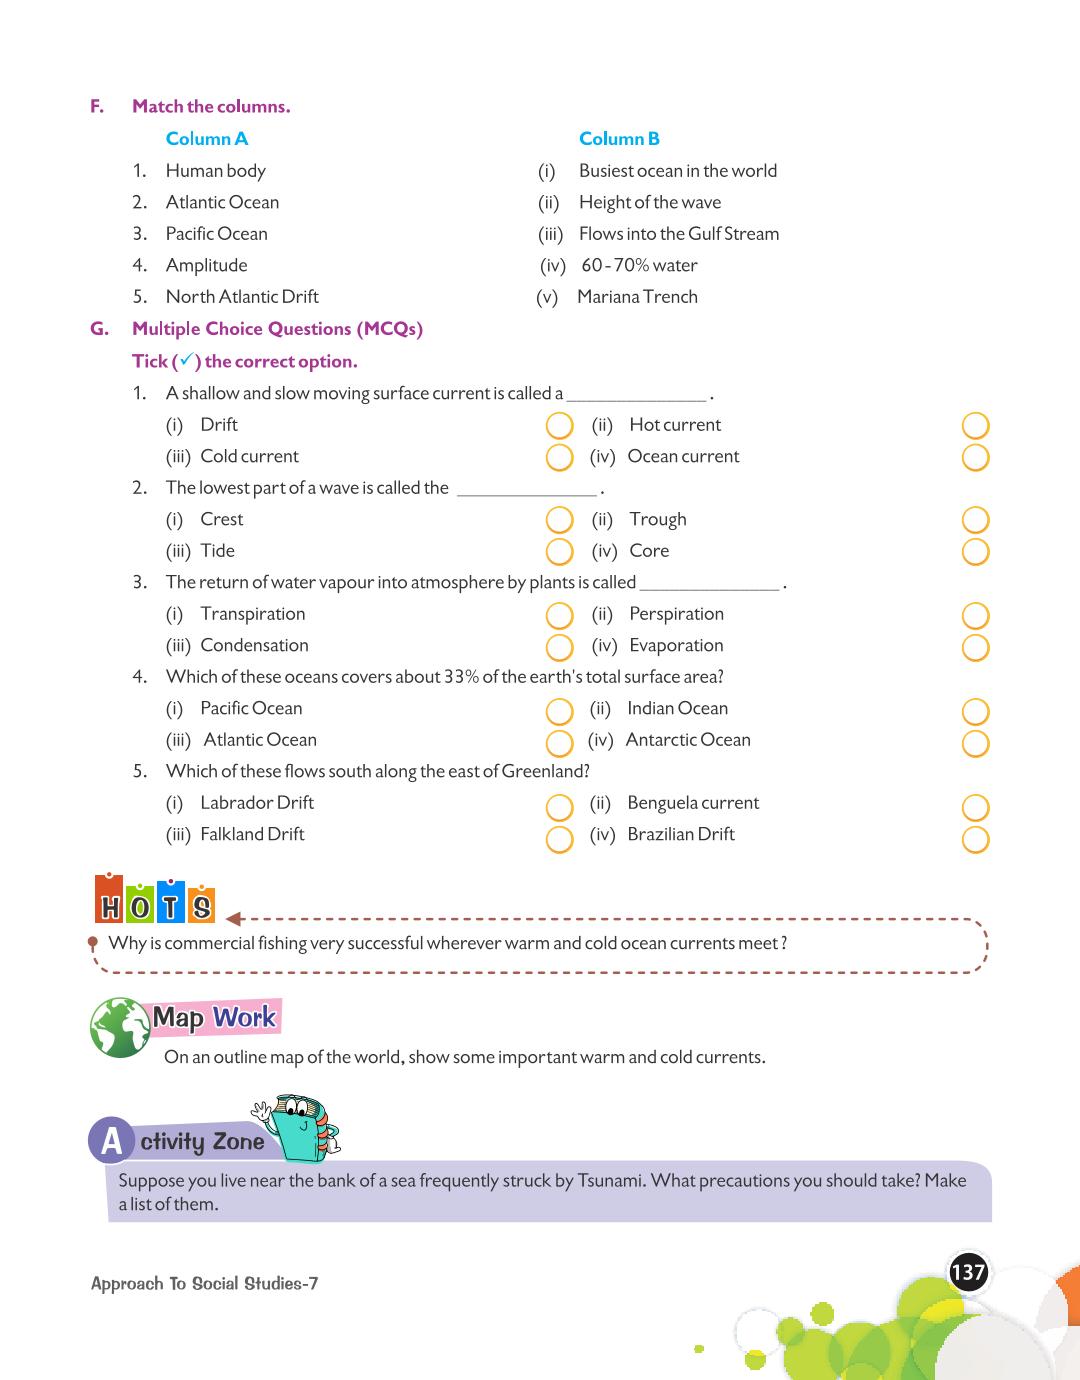 F. Match the columns.
Column A Column B
1. Human body (i) Busiest ocean in the world
2. Atlantic Ocean (ii) Height of the wave
3. Pacific Ocean (iii) Flows into the Gulf Stream
4. Amplitude (iv) 60-70% water
5. North Atlantic Drift (v) Mariana Trench
G. Multiple Choice Questions (MCQs)
Tick (✓) the correct option.
1. A shallow and slow moving surface current is called a ______________ .
(i) Drift (ii) Hot current
(iii) Cold current (iv) Ocean current
2. The lowest part of a wave is called the ______________ .
(i) Crest (ii) Trough
(iii) Tide (iv) Core
3. The return of water vapour into atmosphere by plants is called ______________ .
(i) Transpiration (ii) Perspiration
(iii) Condensation (iv) Evaporation
4. Which of these oceans covers about 33% of the earth's total surface area?
(i) Pacific Ocean (ii) Indian Ocean
(iii) Atlantic Ocean (iv) Antarctic Ocean
5. Which of these flows south along the east of Greenland?
(i) Labrador Drift (ii) Benguela current
(iii) Falkland Drift (iv) Brazilian Drift
HOTS
Why is commercial fishing very successful wherever warm and cold ocean currents meet?
Map Work
On an outline map of the world, show some important warm and cold currents.
Activity Zone
Suppose you live near the bank of a sea frequently struck by Tsunami. What precautions you should take? Make
a list of them.
Approach To Social Studies-7
137